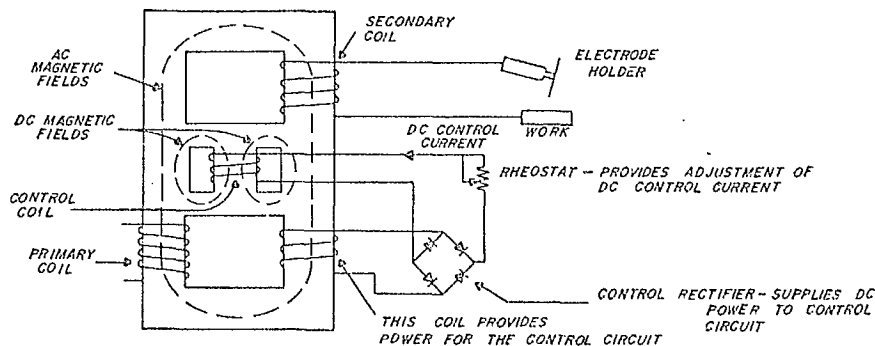 SECONDARY
COIL
AC
MAGNETIC
FIELDS
ELECTRODE
HOLDER
DC MAGNETIC
FIELDS
DC CONTROL
CURRENT
WORK
RHEOSTAT – PROVIDES ADJUSTMENT OF
DC CONTROL CURRENT
CONTROL
COIL
PRIMARY
COIL
CONTROL RECTIFIER – SUPPLIES DC
POWER TO CONTROL
CIRCUIT
THIS COIL PROVIDES
POWER FOR THE CONTROL CIRCUIT